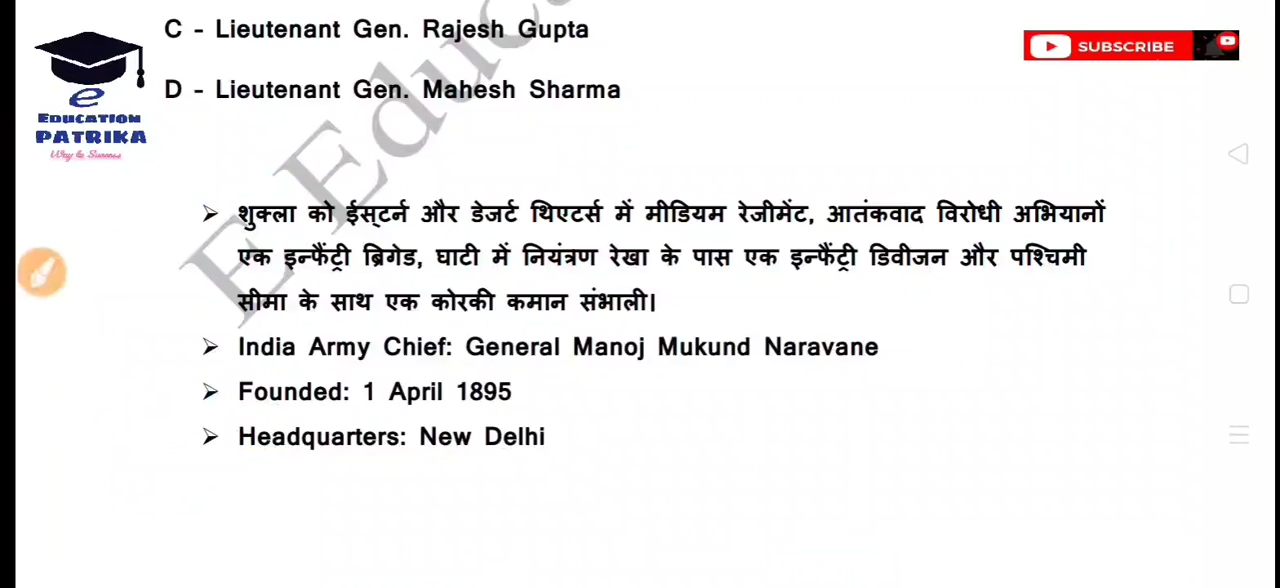 C - Lieutenant Gen. Rajesh Gupta
SUBSCRIBE
D - Lieutenant Gen. Mahesh Sharma
e
EDUCATION
PATRIKA
Way to Success
E Educ
➢ शुक्ला को ईस्टर्न और डेजर्ट थिएटर्स में मीडियम रेजीमेंट, आतंकवाद विरोधी अभियानों
एक इन्फैंट्री ब्रिगेड, घाटी में नियंत्रण रेखा के पास एक इन्फैंट्री डिवीजन और पश्चिमी
सीमा के साथ एक कोरकी कमान संभाली।
➢ India Army Chief: General Manoj Mukund Naravane
➢ Founded: 1 April 1895
➢ Headquarters: New Delhi